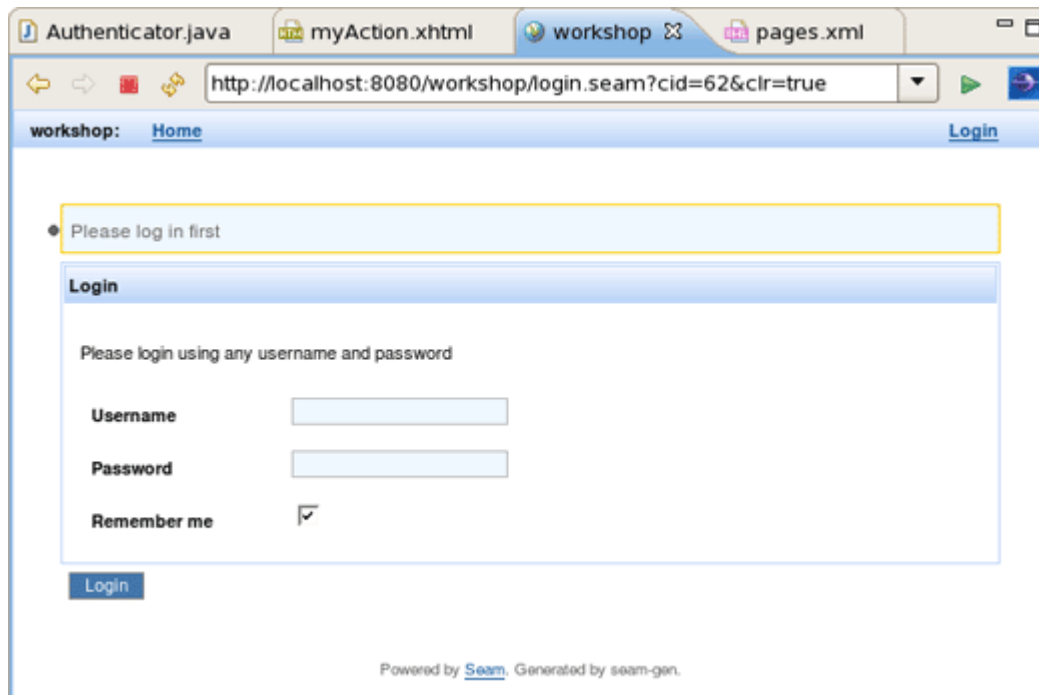 Authenticator.java myAction.xhtml workshop pages.xml
http://localhost:8080/workshop/login.seam?cid=62&clr=true
workshop: Home Login
Please log in first
Login
Please login using any username and password
Username
Password
Remember me
Login
Powered by Seam. Generated by seam-gen.